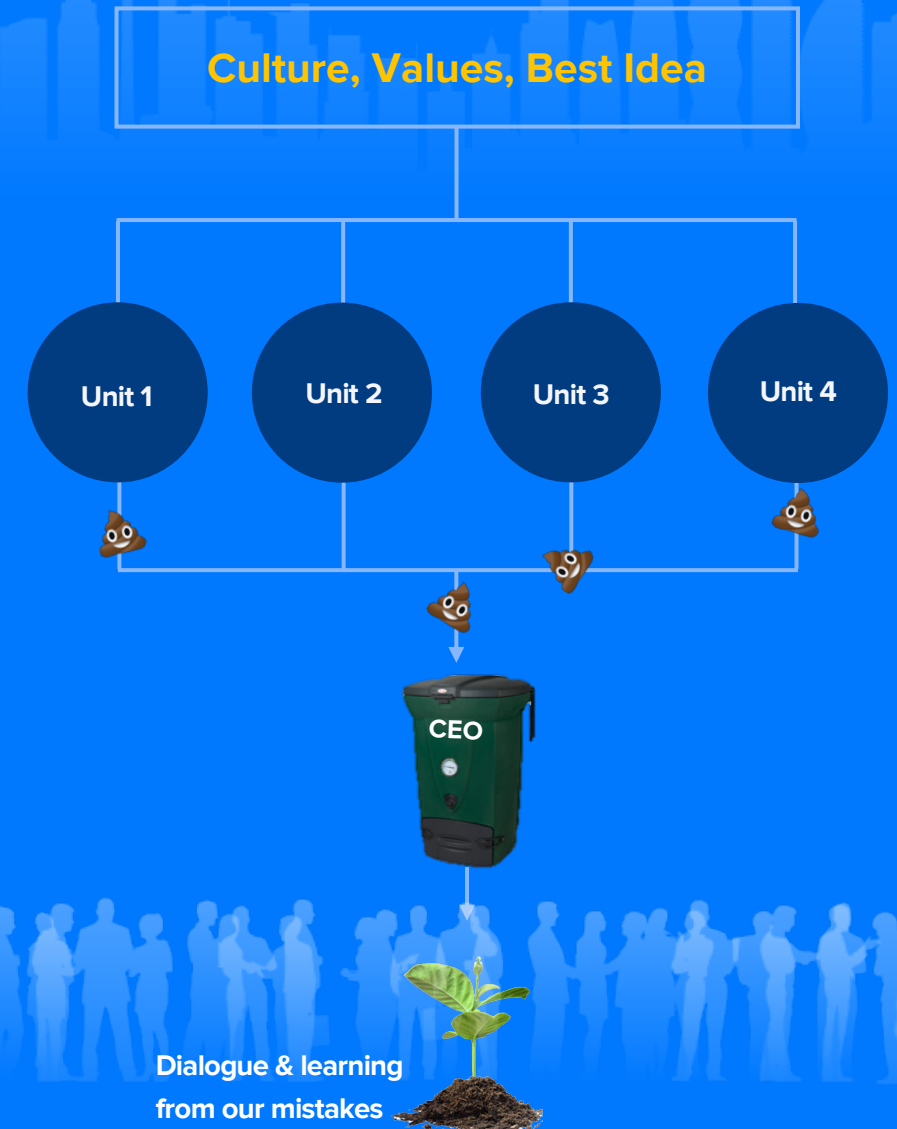 Culture, Values, Best Idea
Unit 1
Unit 2
Unit 3
Unit 4
CEO
Dialogue & learning
from our mistakes